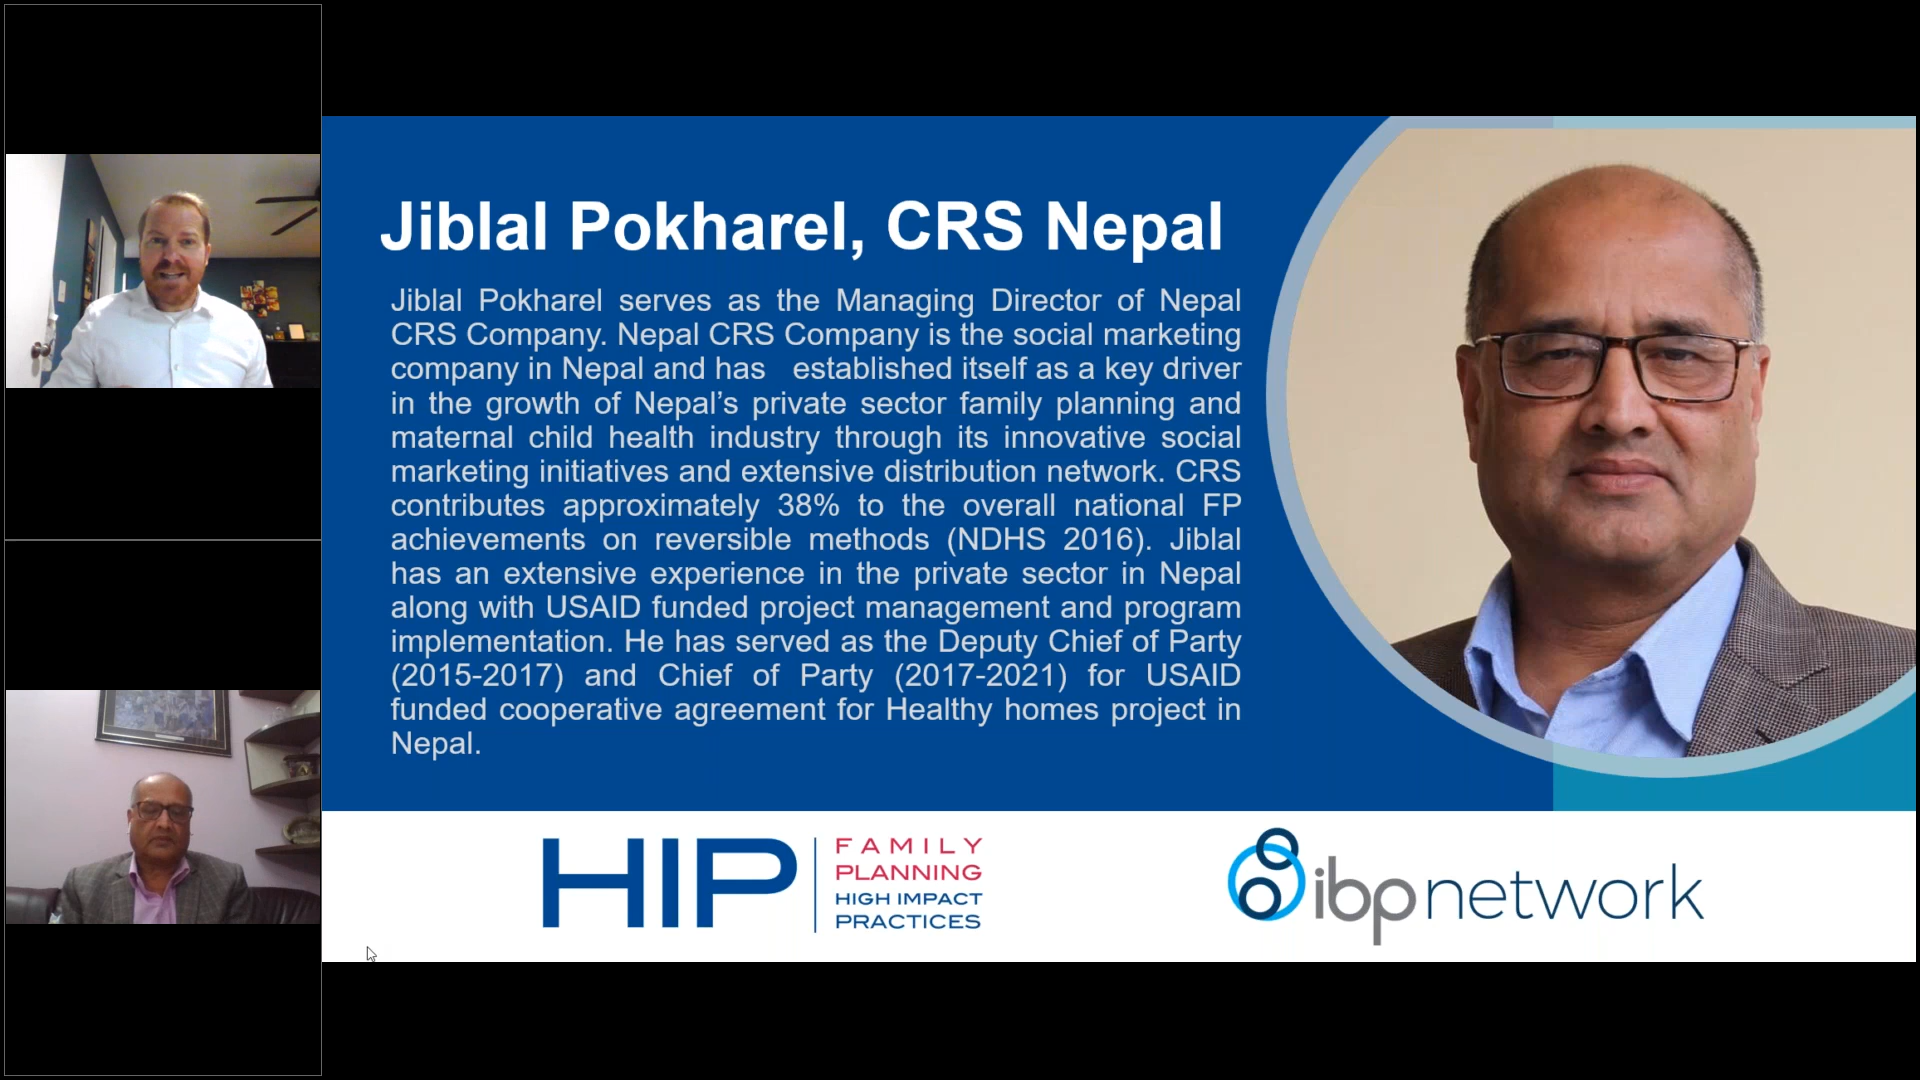 Jiblal Pokharel, CRS Nepal
Jiblal Pokharel serves as the Managing Director of Nepal
CRS Company. Nepal CRS Company is the social marketing
company in Nepal and has established itself as a key driver
in the growth of Nepal’s private sector family planning and
maternal child health industry through its innovative social
marketing initiatives and extensive distribution network. CRS
contributes approximately 38% to the overall national FP
achievements on reversible methods (NDHS 2016). Jiblal
has an extensive experience in the private sector in Nepal
along with USAID funded project management and program
implementation. He has served as the Deputy Chief of Party
(2015-2017) and Chief of Party (2017-2021) for USAID
funded cooperative agreement for Healthy homes project in
Nepal.
HIP
FAMILY
PLANNING
HIGH IMPACT
PRACTICES
ibpnetwork